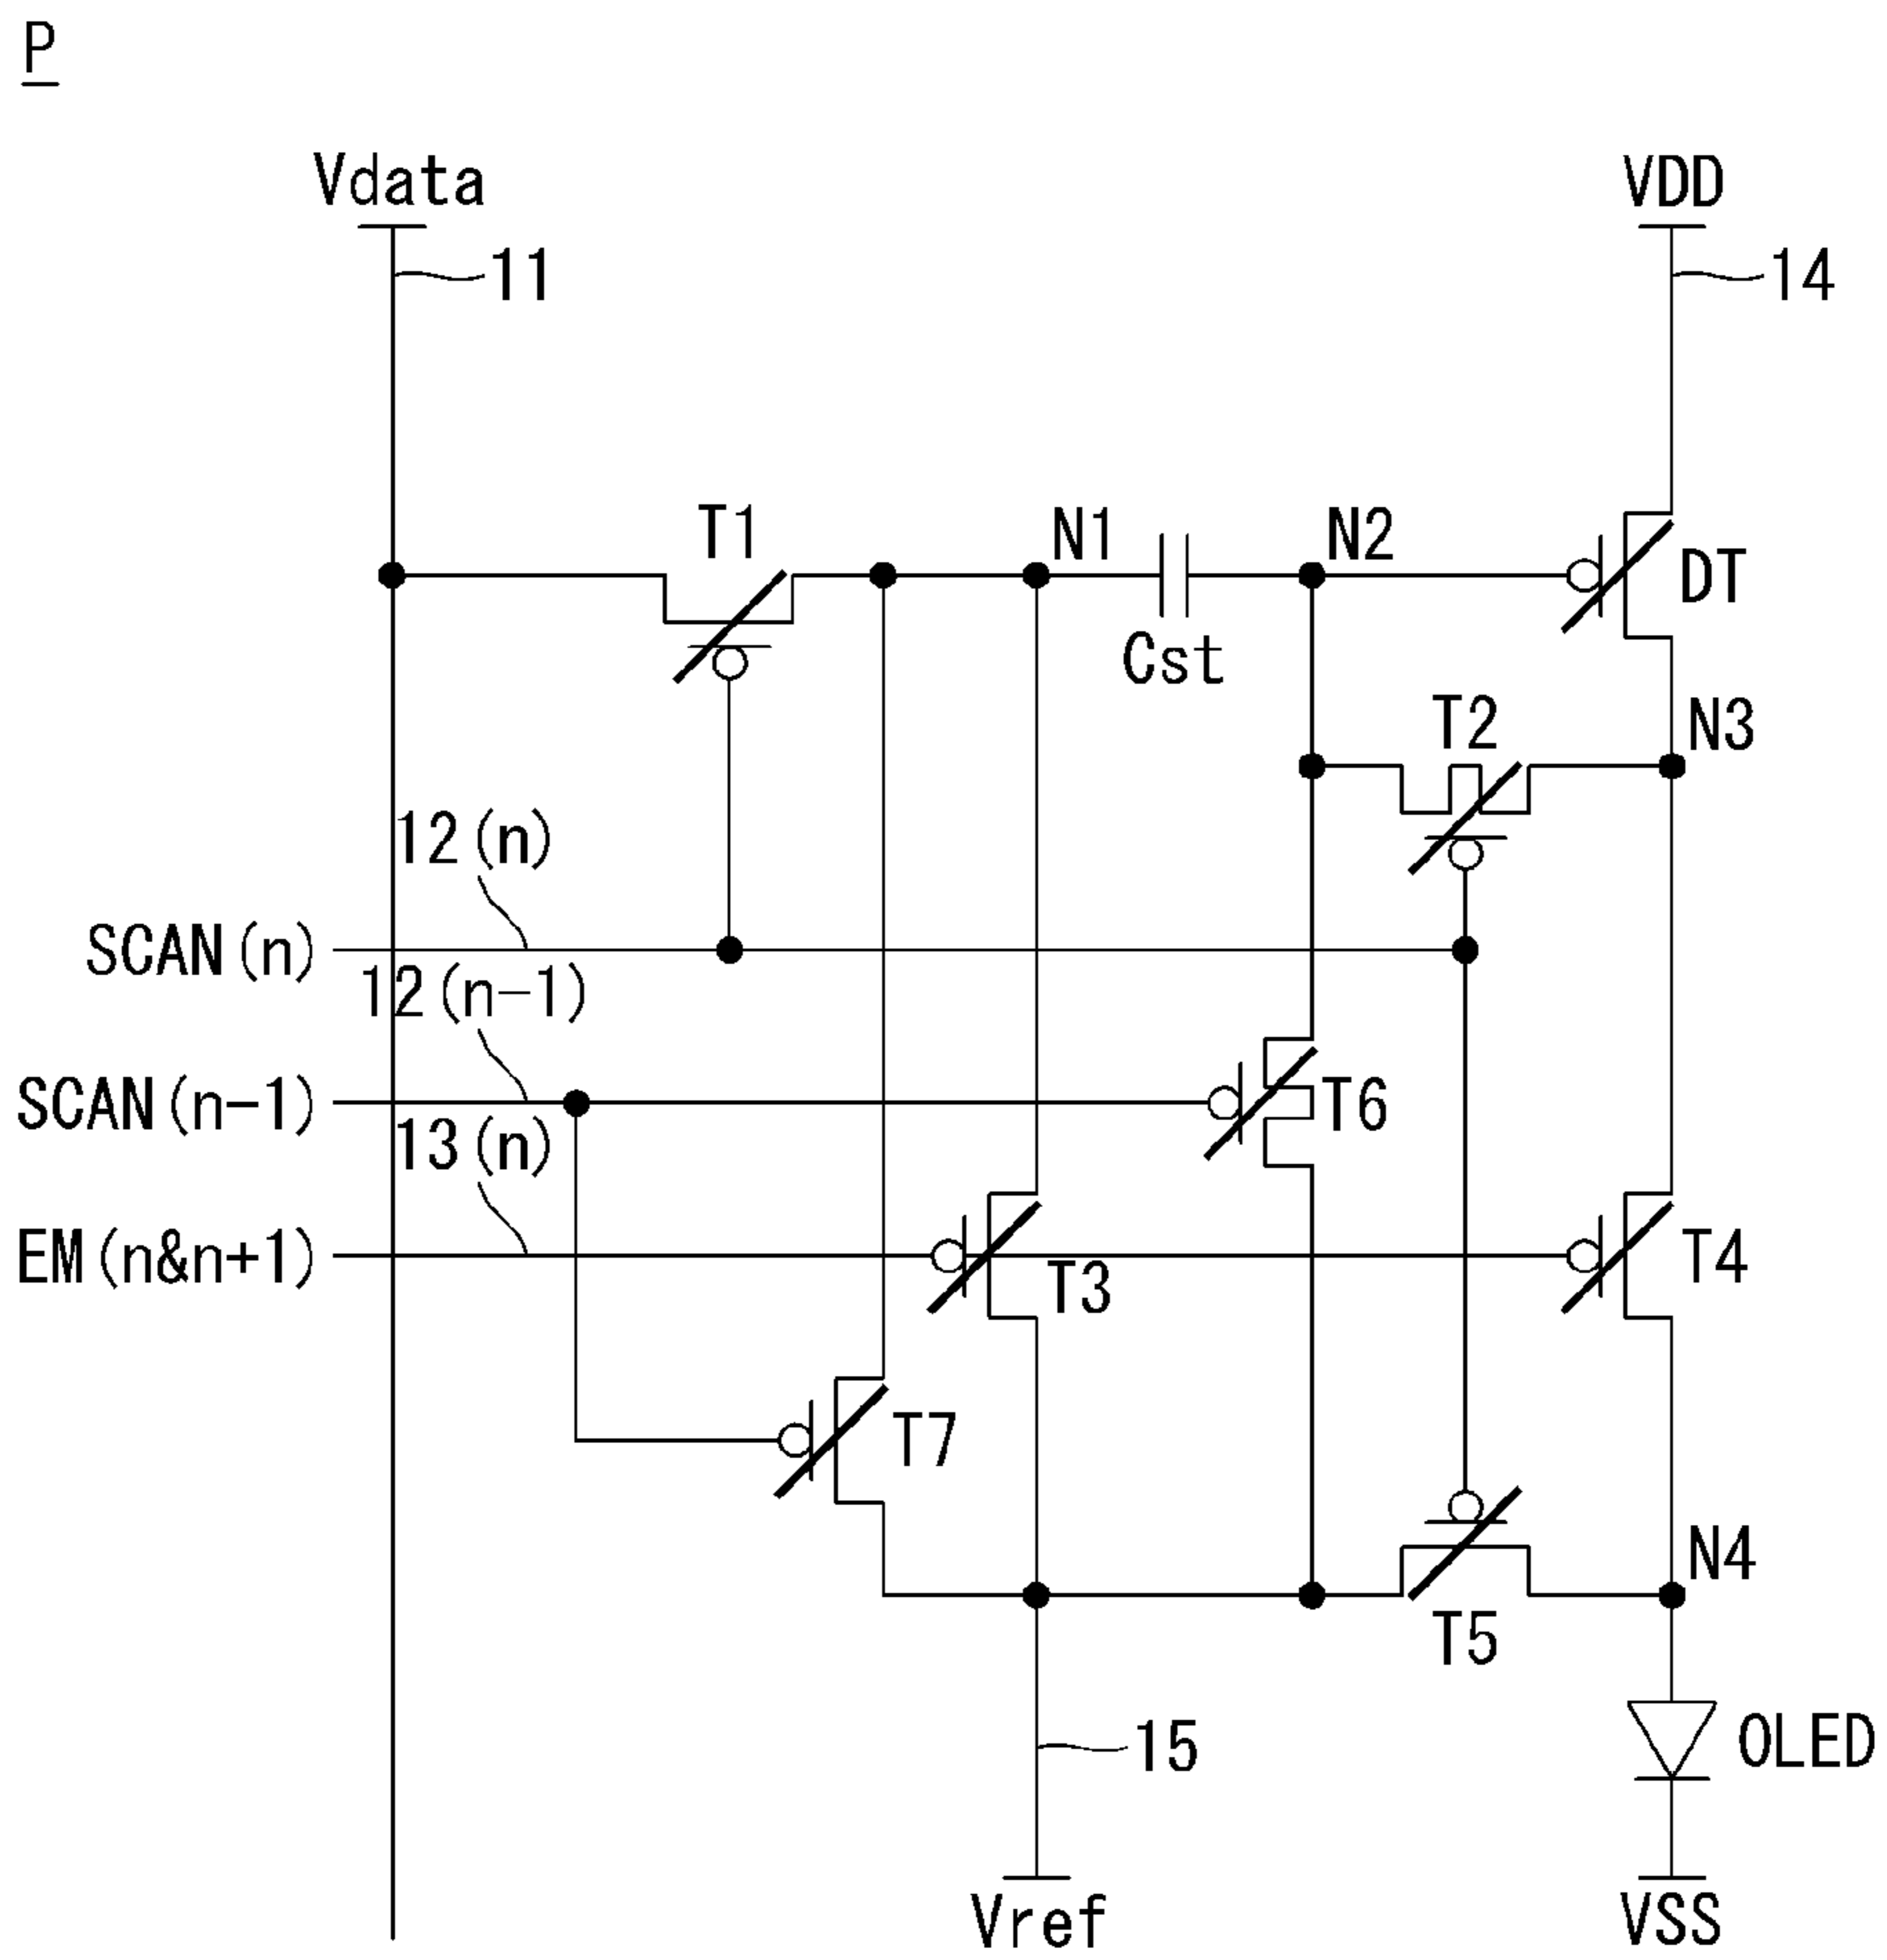 P
Vdata
VDD
11
14
T1
N1
N2
DT
Cst
T2
N3
12(n)
SCAN(n)
12(n-1)
SCAN(n-1)
T6
13(n)
EM(n&n+1)
T3
T4
T7
N4
T5
15
OLED
Vref
VSS